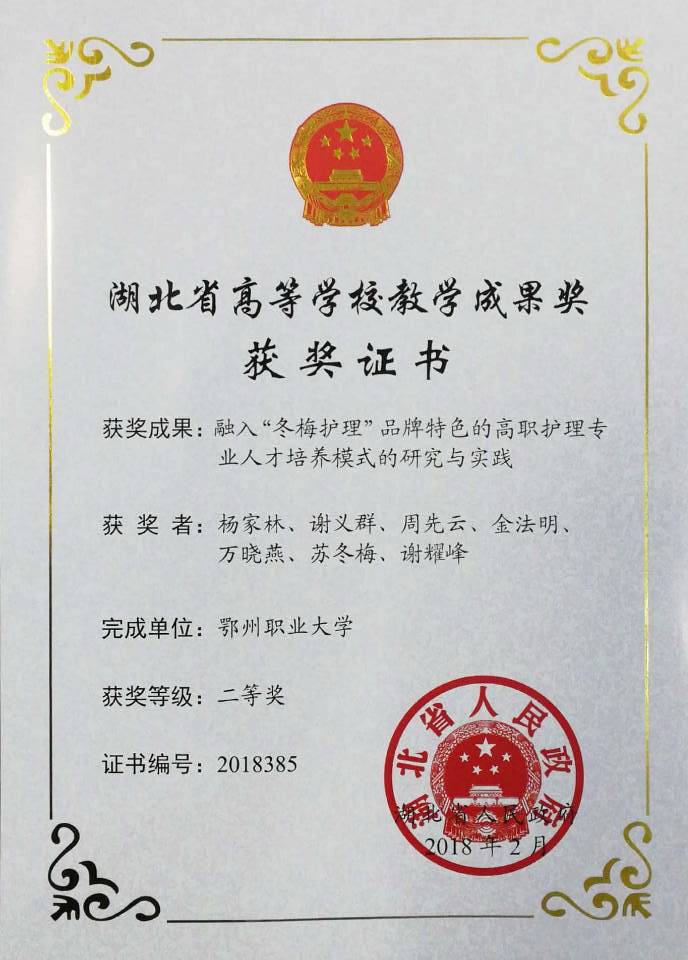 湖北省高等学校教学成果奖
获奖证书
获奖成果：融入“冬梅护理”品牌特色的高职护理专
业人才培养模式的研究与实践
获奖者：杨家林、谢义群、周先云、金法明、
万晓燕、苏冬梅、谢耀峰
完成单位：鄂州职业大学
获奖等级：二等奖
证书编号：2018385
湖北省人民政府
湖北省人民政府
2018年2月